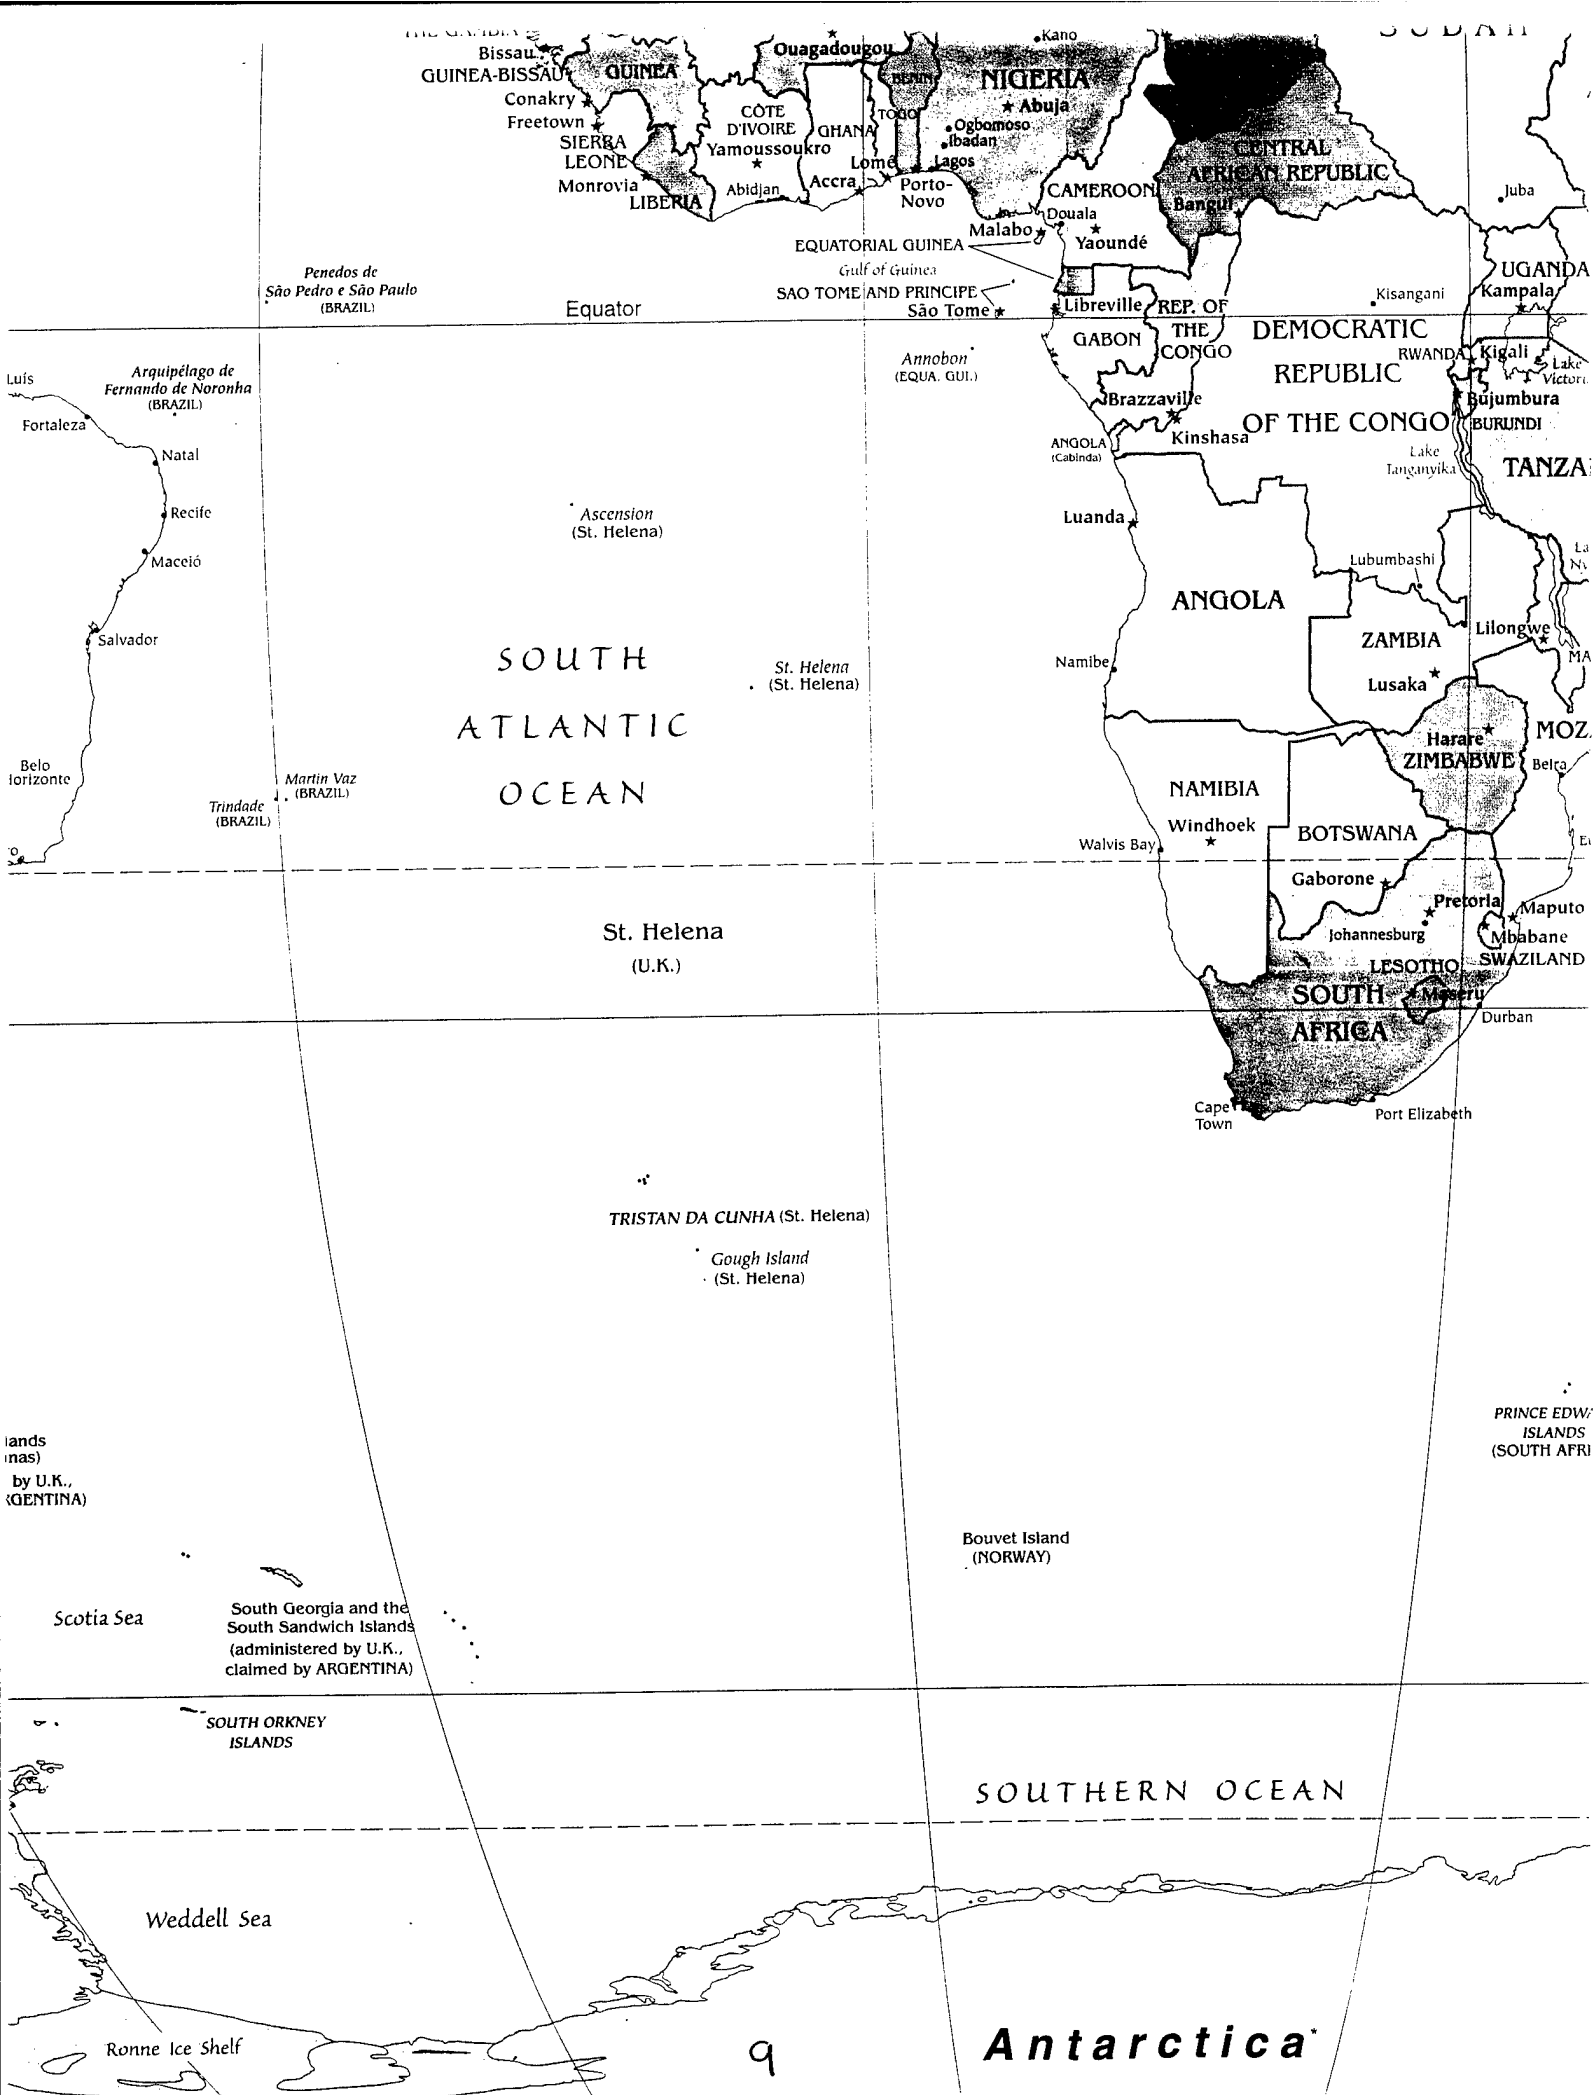 Bissau
GUINEA-BISSAU
Conakry
Freetown
SIERRA
LEONE
Monrovia
LIBERIA
GUINEA
Ouagadougou
CÔTE
D'IVOIRE
Yamoussoukro
Abidjan
GHANA
Accra
TOGO
Lomé
BENIN
Porto-
Novo
Kano
NIGERIA
Abuja
Ogbomoso
Ibadan
Lagos
SUDAN
CENTRAL
AFRICAN REPUBLIC
Bangui
Juba
CAMEROON
Douala
Yaoundé
Malabo
EQUATORIAL GUINEA
Gulf of Guinea
SAO TOME AND PRINCIPE
São Tome
Libreville
GABON
REP. OF
THE
CONGO
Brazzaville
Kinshasa
Kisangani
DEMOCRATIC
REPUBLIC
OF THE CONGO
UGANDA
Kampala
RWANDA
Kigali
Lake
Bujumbura
BURUNDI
Lake
Tanganyika
TANZA
Penedos de
São Pedro e São Paulo
(BRAZIL)
Equator
Annobon
(EQUA. GUI.)
Luís
Arquipélago de
Fernando de Noronha
(BRAZIL)
Fortaleza
Natal
Recife
Maceió
Salvador
Belo
Horizonte
ANGOLA
(Cabinda)
Luanda
ANGOLA
Namibe
Ascension
(St. Helena)
SOUTH
ATLANTIC
OCEAN
St. Helena
(St. Helena)
Lubumbashi
ZAMBIA
Lusaka
Lilongwe
MA
Harare
ZIMBABWE
MOZ
Beira
Martin Vaz
(BRAZIL)
Trindade
(BRAZIL)
NAMIBIA
Windhoek
Walvis Bay
BOTSWANA
Gaborone
Pretoria
Johannesburg
Maputo
Mbabane
SWAZILAND
LESOTHO
Maseru
SOUTH
AFRICA
Durban
Cape
Town
Port Elizabeth
St. Helena
(U.K.)
TRISTAN DA CUNHA (St. Helena)
Gough Island
(St. Helena)
PRINCE EDWA
ISLANDS
(SOUTH AFRI
lands
nas)
by U.K.,
RGENTINA)
Bouvet Island
(NORWAY)
Scotia Sea
South Georgia and the
South Sandwich Islands
(administered by U.K.,
claimed by ARGENTINA)
SOUTH ORKNEY
ISLANDS
SOUTHERN OCEAN
Weddell Sea
Ronne Ice Shelf
9
Antarctica*